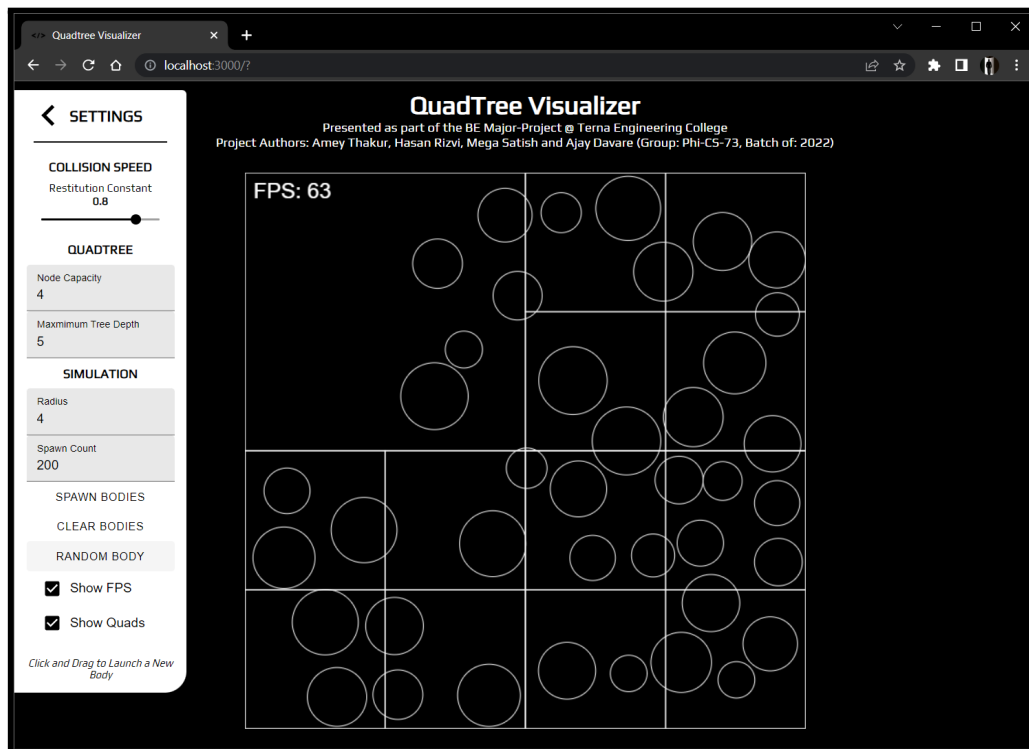 </> Quadtree Visualizer
localhost:3000/?
SETTINGS
COLLISION SPEED
Restitution Constant
0.8
QUADTREE
Node Capacity
4
Maxmimum Tree Depth
5
SIMULATION
Radius
4
Spawn Count
200
SPAWN BODIES
CLEAR BODIES
RANDOM BODY
Show FPS
Show Quads
Click and Drag to Launch a New
Body
QuadTree Visualizer
Presented as part of the BE Major-Project @ Terna Engineering College
Project Authors: Amey Thakur, Hasan Rizvi, Mega Satish and Ajay Davare (Group: Phi-CS-73, Batch of: 2022)
FPS: 63